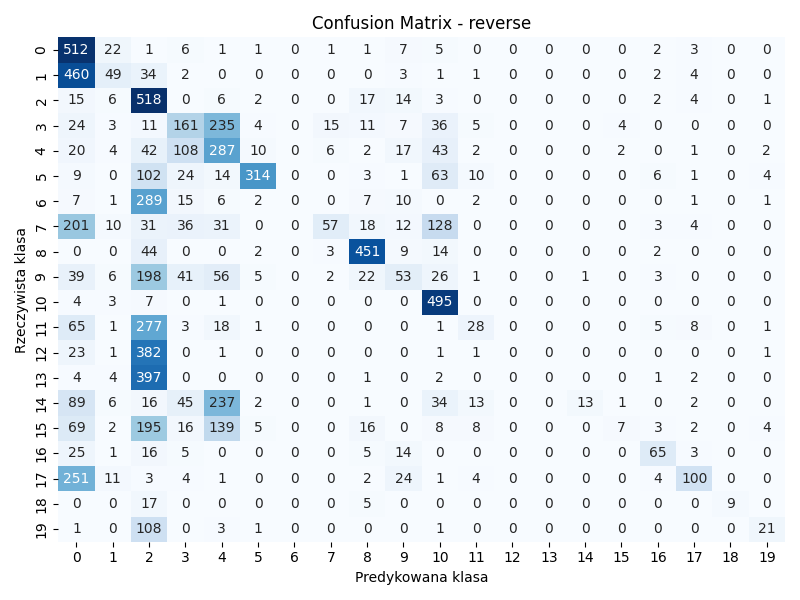 Confusion Matrix - reverse
Rzeczywista klasa
0 512 22 1 6 1 1 0 1 1 7 5 0 0 0 0 0 2 3 0 0
1 460 49 34 2 0 0 0 0 0 3 1 1 0 0 0 0 2 4 0 0
2 15 6 518 0 6 2 0 0 17 14 3 0 0 0 0 0 2 4 0 1
3 24 3 11 161 235 4 0 15 11 7 36 5 0 0 0 4 0 0 0 0
4 20 4 42 108 287 10 0 6 2 17 43 2 0 0 0 2 0 1 0 2
5 9 0 102 24 14 314 0 0 3 1 63 10 0 0 0 0 6 1 0 4
6 7 1 289 15 6 2 0 0 7 10 0 2 0 0 0 0 0 1 0 1
7 201 10 31 36 31 0 0 57 18 12 128 0 0 0 0 0 3 4 0 0
8 0 0 44 0 0 2 0 3 451 9 14 0 0 0 0 0 2 0 0 0
9 39 6 198 41 56 5 0 2 22 53 26 1 0 0 1 0 3 0 0 0
10 4 3 7 0 1 0 0 0 0 0 495 0 0 0 0 0 0 0 0 0
11 65 1 277 3 18 1 0 0 0 0 1 28 0 0 0 0 5 8 0 1
12 23 1 382 0 1 0 0 0 0 0 1 1 0 0 0 0 0 0 0 1
13 4 4 397 0 0 0 0 0 1 0 2 0 0 0 0 0 1 2 0 0
14 89 6 16 45 237 2 0 0 1 0 34 13 0 0 13 1 0 2 0 0
15 69 2 195 16 139 5 0 0 16 0 8 8 0 0 0 7 3 2 0 4
16 25 1 16 5 0 0 0 0 5 14 0 0 0 0 0 0 65 3 0 0
17 251 11 3 4 1 0 0 0 2 24 1 4 0 0 0 0 4 100 0 0
18 0 0 17 0 0 0 0 0 5 0 0 0 0 0 0 0 0 0 9 0
19 1 0 108 0 3 1 0 0 0 0 1 0 0 0 0 0 0 0 0 21
0 1 2 3 4 5 6 7 8 9 10 11 12 13 14 15 16 17 18 19
Predykowana klasa